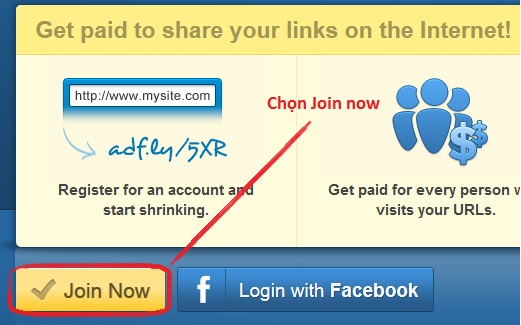 Get paid to share your links on the Internet!
http://www.mysite.com
Chọn Join now
adf.ly/5XR
Register for an account and
start shrinking.
Get paid for every person w
visits your URLs.
Join Now
f Login with Facebook